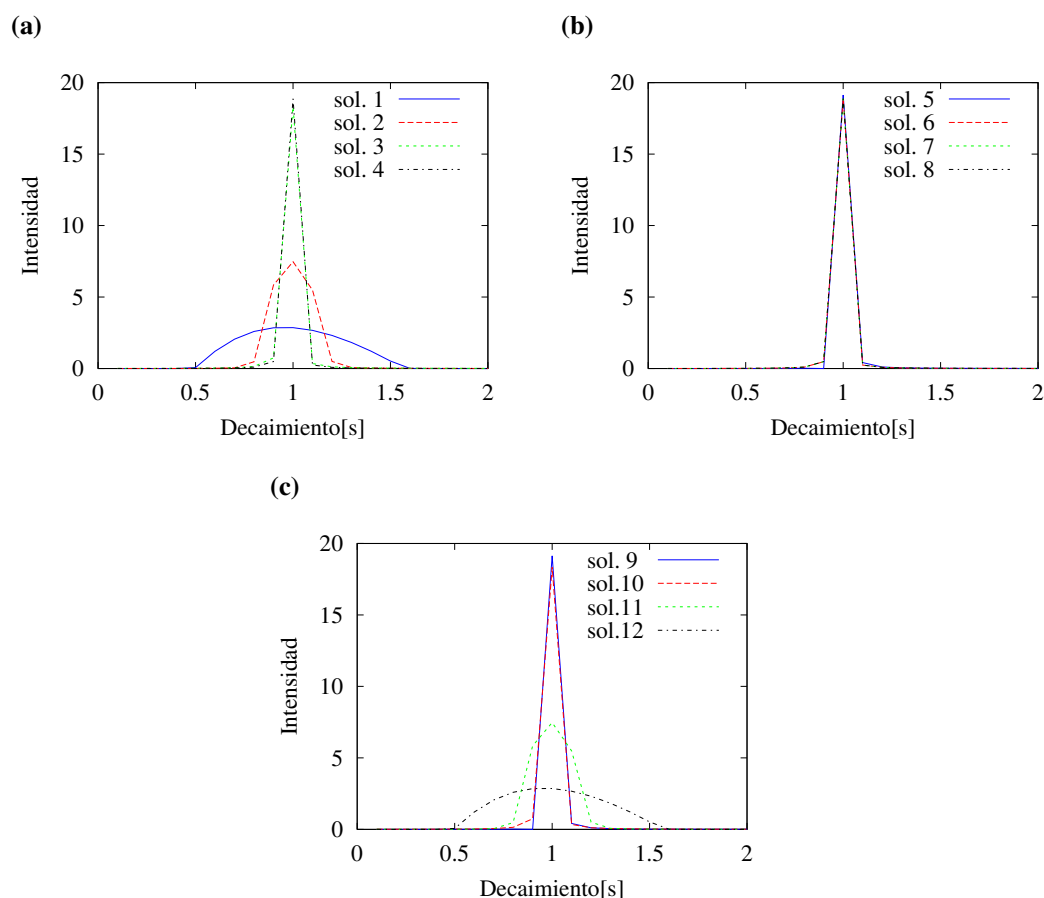 (a)
Intensidad
20
15
10
5
0
0 0.5 1 1.5 2
Decaimiento[s]
sol. 1
sol. 2
sol. 3
sol. 4
(b)
Intensidad
20
15
10
5
0
0 0.5 1 1.5 2
Decaimiento[s]
sol. 5
sol. 6
sol. 7
sol. 8
(c)
Intensidad
20
15
10
5
0
0 0.5 1 1.5 2
Decaimiento[s]
sol. 9
sol.10
sol.11
sol.12